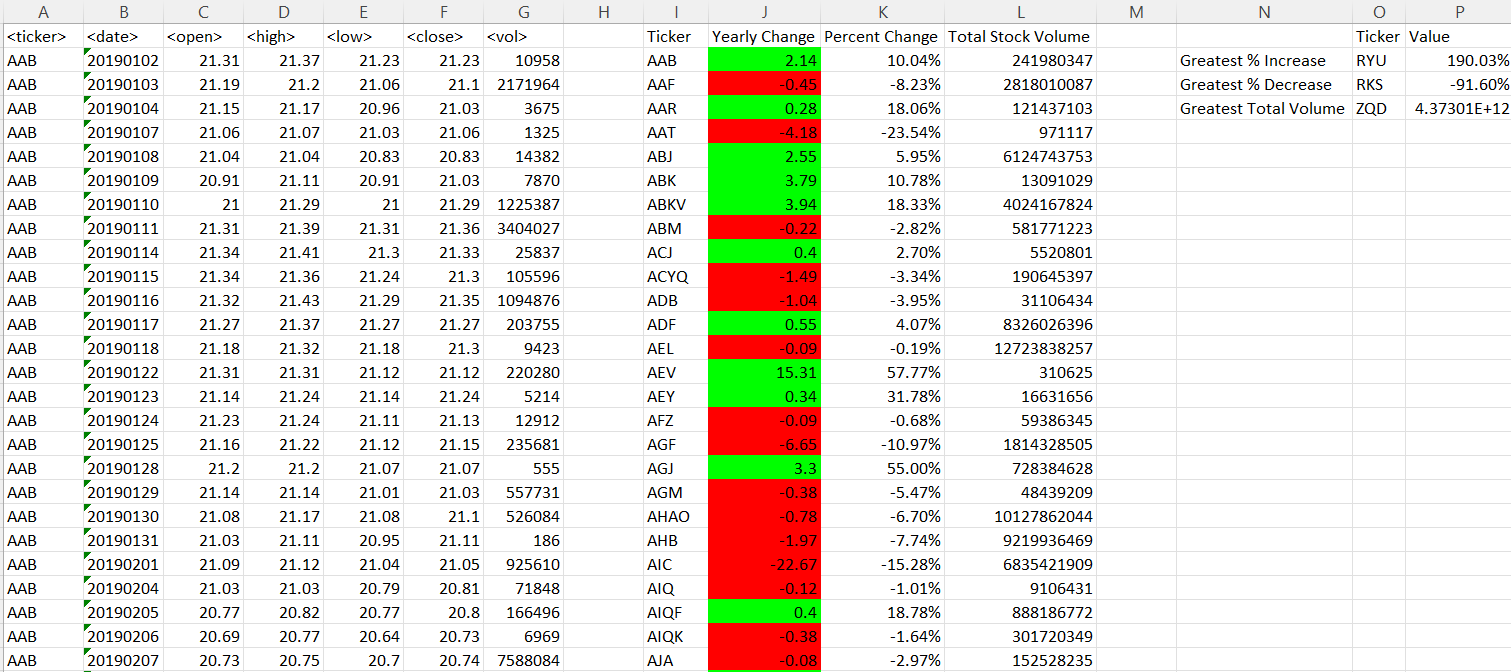 A B C D E F G H I J K L M N O P
<ticker> <date> <open> <high> <low> <close> <vol> Ticker Yearly Change Percent Change Total Stock Volume Ticker Value
AAB 20190102 21.31 21.37 21.23 21.23 10958 AAB 2.14 10.04% 241980347 Greatest % Increase RYU 190.03%
AAB 20190103 21.19 21.2 21.06 21.1 2171964 AAF -0.45 -8.23% 2818010087 Greatest % Decrease RKS -91.60%
AAB 20190104 21.15 21.17 20.96 21.03 3675 AAR 0.28 18.06% 121437103 Greatest Total Volume ZQD 4.37301E+12
AAB 20190107 21.06 21.07 21.03 21.06 1325 AAT -4.18 -23.54% 971117
AAB 20190108 21.04 21.04 20.83 20.83 14382 ABJ 2.55 5.95% 6124743753
AAB 20190109 20.91 21.11 20.91 21.03 7870 ABK 3.79 10.78% 13091029
AAB 20190110 21 21.29 21 21.29 1225387 ABKV 3.94 18.33% 4024167824
AAB 20190111 21.31 21.39 21.31 21.36 3404027 ABM -0.22 -2.82% 581771223
AAB 20190114 21.34 21.41 21.3 21.33 25837 ACJ 0.4 2.70% 5520801
AAB 20190115 21.34 21.36 21.24 21.3 105596 ACYQ -1.49 -3.34% 190645397
AAB 20190116 21.32 21.43 21.29 21.35 1094876 ADB -1.04 -3.95% 31106434
AAB 20190117 21.27 21.37 21.27 21.27 203755 ADF 0.55 4.07% 8326026396
AAB 20190118 21.18 21.32 21.18 21.3 9423 AEL -0.09 -0.19% 12723838257
AAB 20190122 21.31 21.31 21.12 21.12 220280 AEV 15.31 57.77% 310625
AAB 20190123 21.14 21.24 21.14 21.24 5214 AEY 0.34 31.78% 16631656
AAB 20190124 21.23 21.24 21.11 21.13 12912 AFZ -0.09 -0.68% 59386345
AAB 20190125 21.16 21.22 21.12 21.15 235681 AGF -6.65 -10.97% 1814328505
AAB 20190128 21.2 21.2 21.07 21.07 555 AGJ 3.3 55.00% 728384628
AAB 20190129 21.14 21.14 21.01 21.03 557731 AGM -0.38 -5.47% 48439209
AAB 20190130 21.08 21.17 21.08 21.1 526084 AHAO -0.78 -6.70% 10127862044
AAB 20190131 21.03 21.11 20.95 21.11 186 AHB -1.97 -7.74% 9219936469
AAB 20190201 21.09 21.12 21.04 21.05 925610 AIC -22.67 -15.28% 6835421909
AAB 20190204 21.03 21.03 20.79 20.81 71848 AIQ -0.12 -1.01% 9106431
AAB 20190205 20.77 20.82 20.77 20.8 166496 AIQF 0.4 18.78% 888186772
AAB 20190206 20.69 20.77 20.64 20.73 6969 AIQK -0.38 -1.64% 301720349
AAB 20190207 20.73 20.75 20.7 20.74 7588084 AJA -0.08 -2.97% 152528235